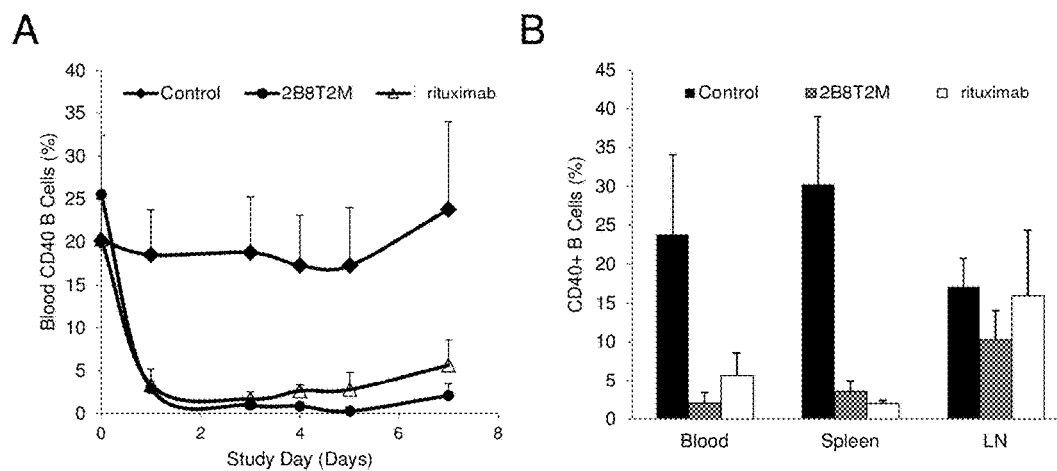 A
Blood CD40 B Cells (%)
40
35
30
25
20
15
10
5
0
Control
2B8T2M
rituximab
0 2 4 6 8
Study Day (Days)
B
CD40+ B Cells (%)
45
40
35
30
25
20
15
10
5
0
Control
2B8T2M
rituximab
Blood Spleen LN